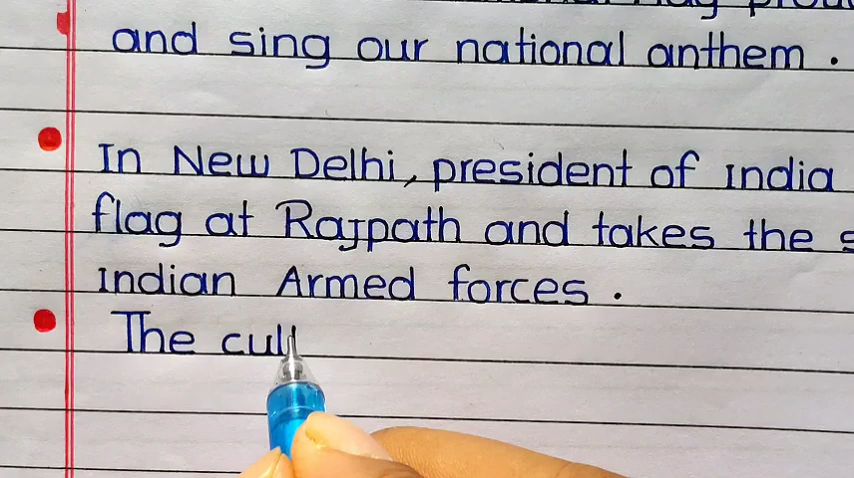 and sing our national anthem .
In New Delhi, president of India
flag at Rajpath and takes the
Indian Armed forces .
The cul